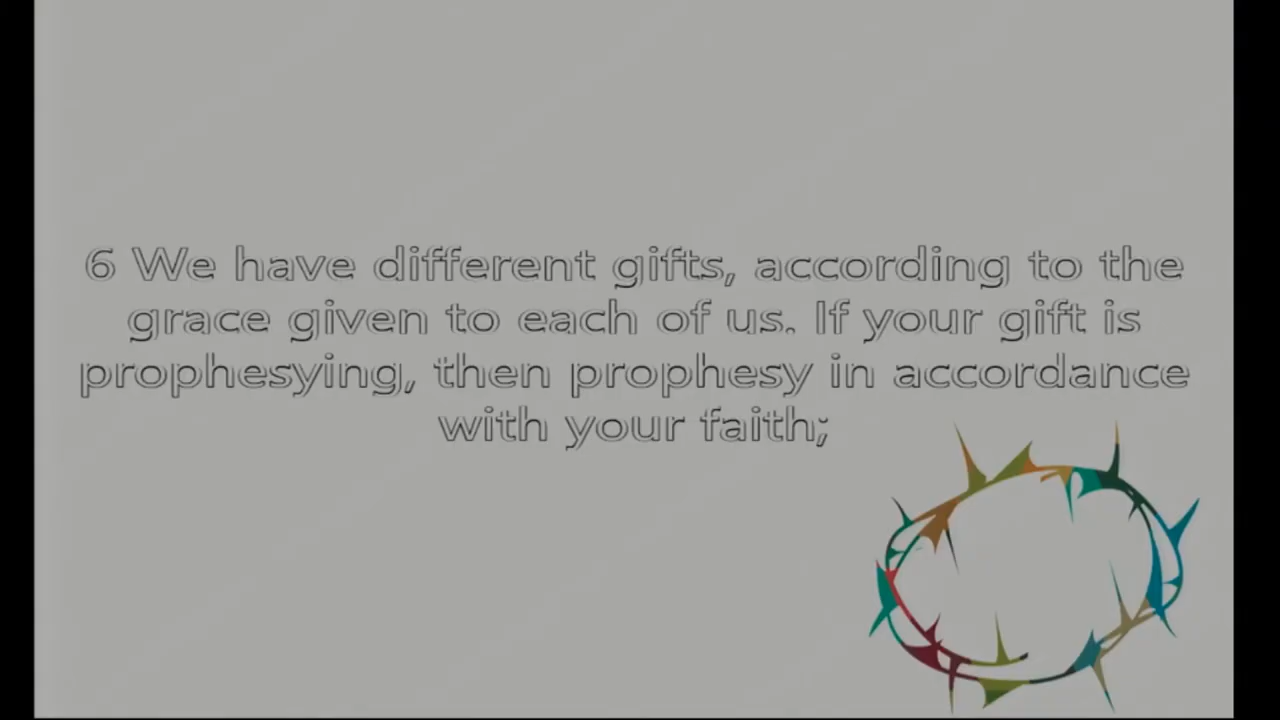 6 We have different gifts, according to the
grace given to each of us. If your gift is
prophesying, then prophesy in accordance
with your faith;